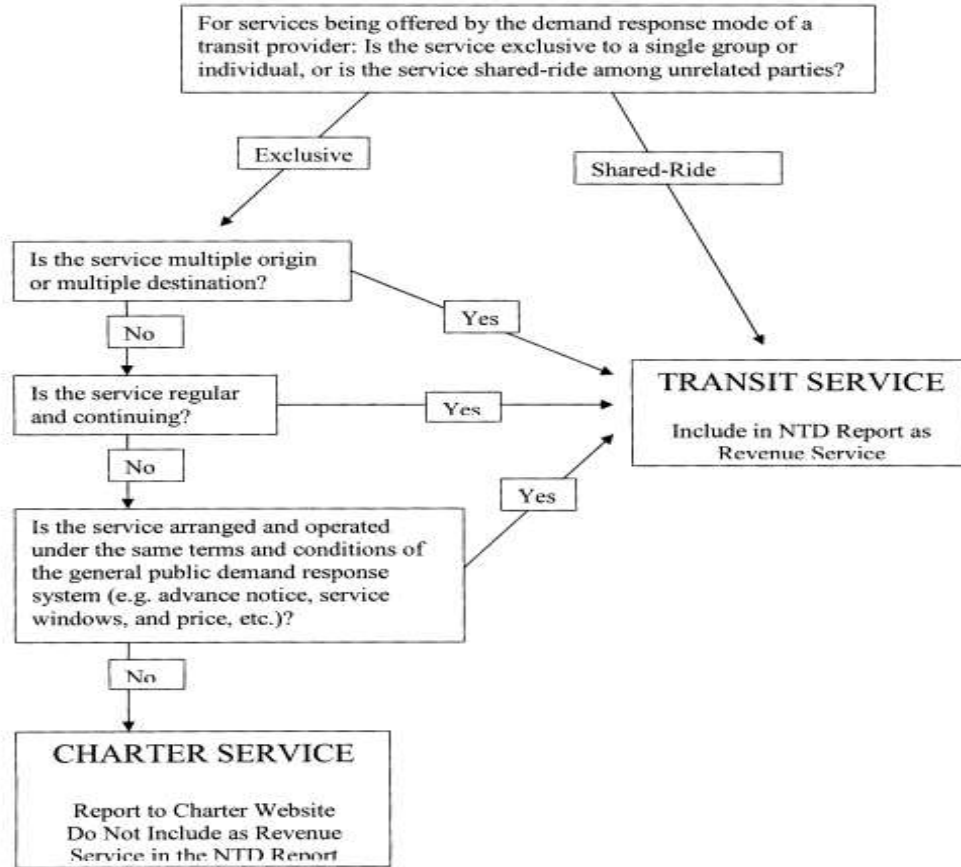 For services being offered by the demand response mode of a
transit provider: Is the service exclusive to a single group or
individual, or is the service shared-ride among unrelated parties?
Exclusive
Shared-Ride
Is the service multiple origin
or multiple destination?
Yes
No
Is the service regular
and continuing?
Yes
TRANSIT SERVICE
Include in NTD Report as
Revenue Service
No
Yes
Is the service arranged and operated
under the same terms and conditions of
the general public demand response
system (e.g. advance notice, service
windows, and price, etc.)?
No
CHARTER SERVICE
Report to Charter Website
Do Not Include as Revenue
Service in the NTD Report